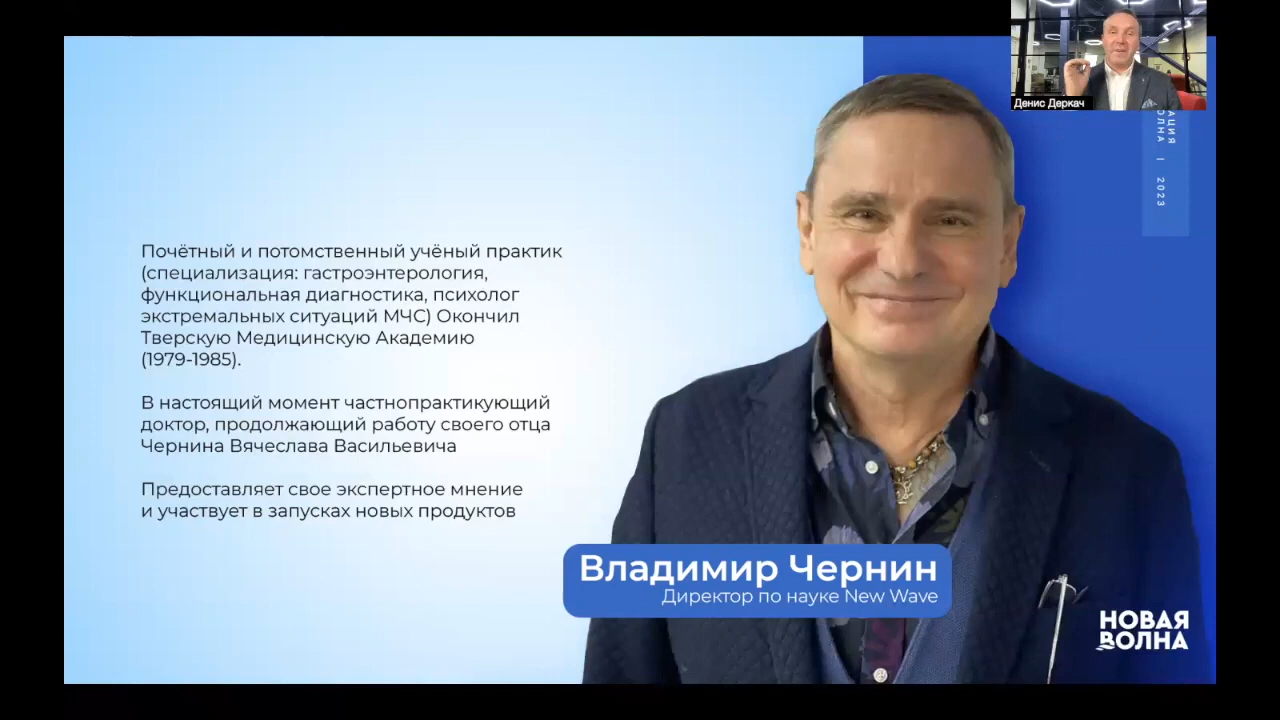 Денис Деркач
2023
Почётный и потомственный учёный практик
(специализация: гастроэнтерология,
функциональная диагностика, психолог
экстремальных ситуаций МЧС) Окончил
Тверскую Медицинскую Академию
(1979-1985).
В настоящий момент частнопрактикующий
доктор, продолжающий работу своего отца
Чернина Вячеслава Васильевича
Предоставляет свое экспертное мнение
и участвует в запусках новых продуктов
Владимир Чернин
Директор по науке New Wave
НОВАЯ
ВОЛНА